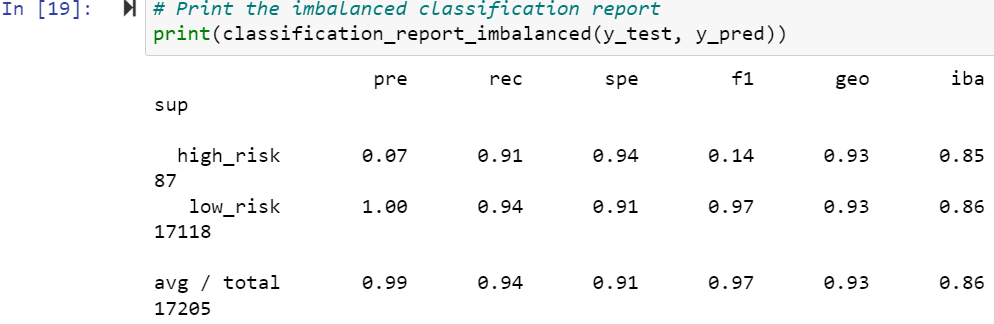 In [19]:
# Print the imbalanced classification report
print(classification_report_imbalanced(y_test, y_pred))
pre rec spe f1 geo iba
sup
high_risk 0.07 0.91 0.94 0.14 0.93 0.85
87
low_risk 1.00 0.94 0.91 0.97 0.93 0.86
17118
avg / total 0.99 0.94 0.91 0.97 0.93 0.86
17205